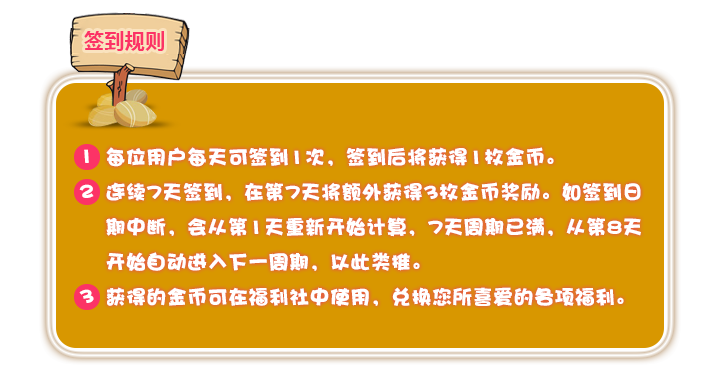 签到规则
1 每位用户每天可签到1次，签到后将获得1枚金币。
2 连续7天签到，在第7天将额外获得3枚金币奖励。如签到日
期中断，会从第1天重新开始计算，7天周期已满，从第8天
开始自动进入下一周期，以此类推。
3 获得的金币可在福利社中使用，兑换您所喜爱的各项福利。